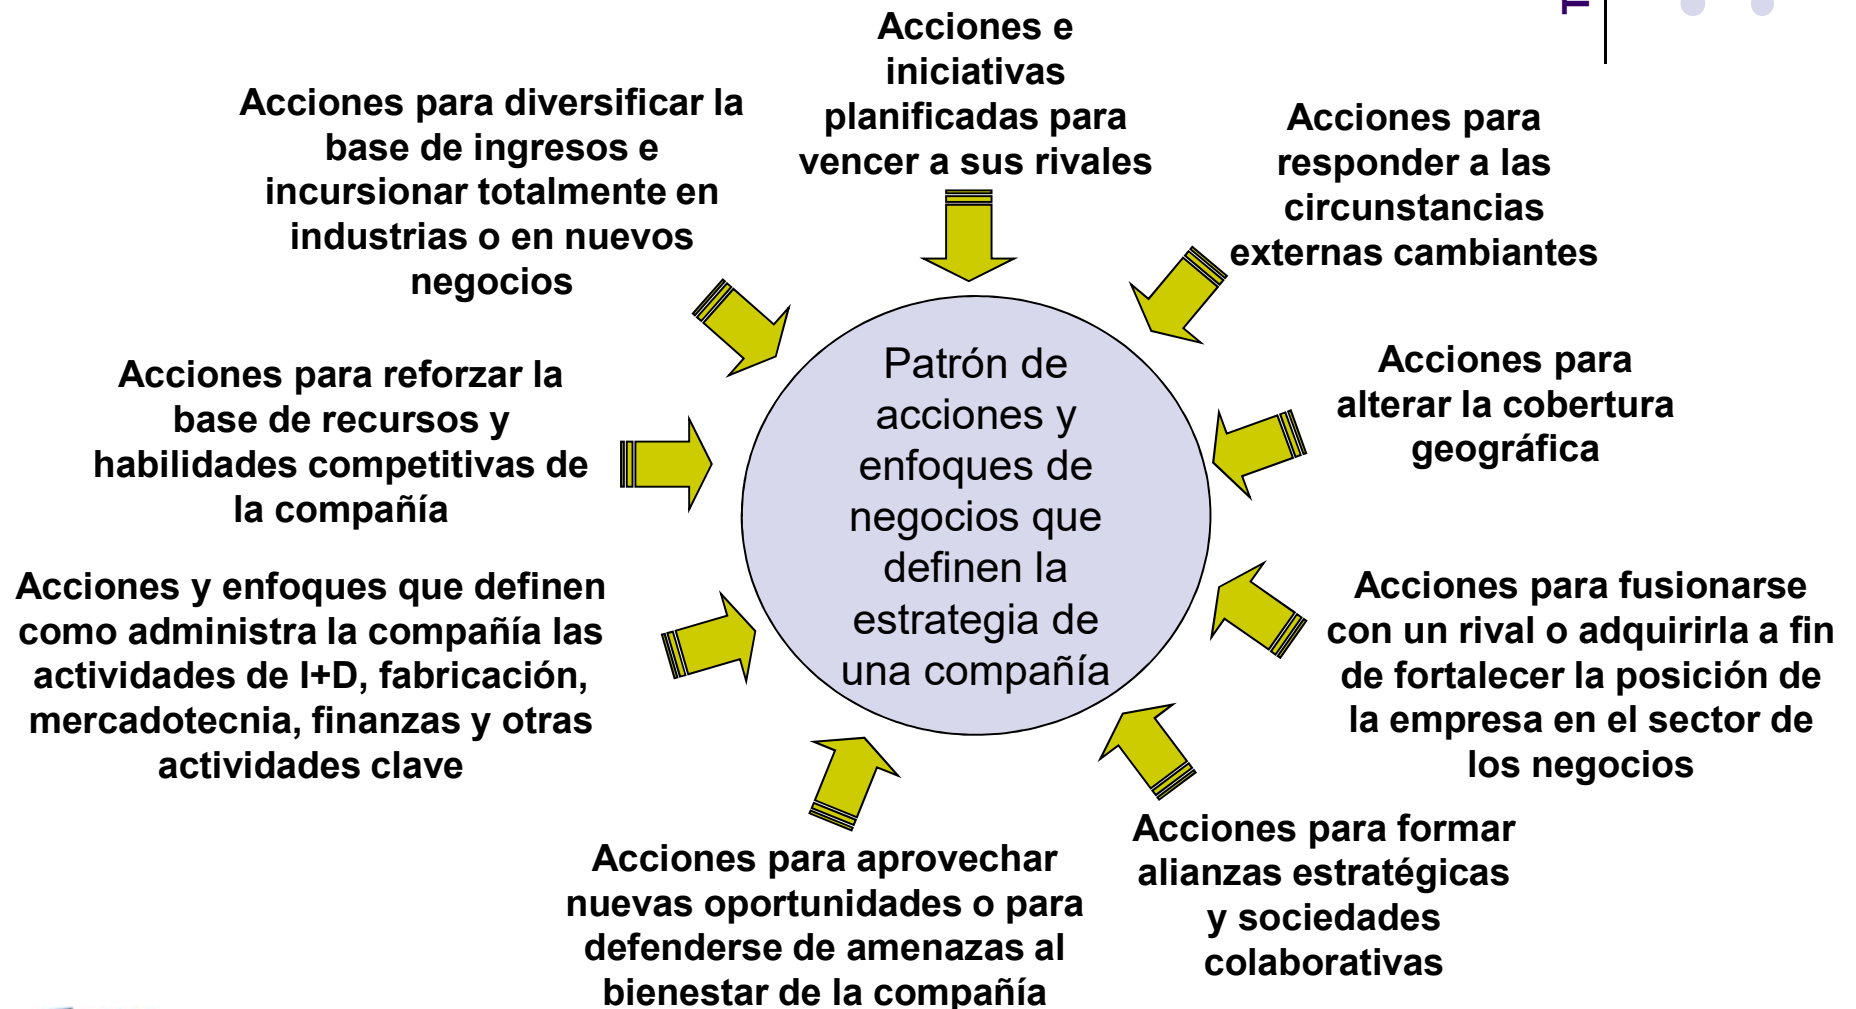 Acciones e
iniciativas
planificadas para
vencer a sus rivales
Acciones para
responder a las
circunstancias
externas cambiantes
Acciones para
alterar la cobertura
geográfica
Acciones para fusionarse
con un rival o adquirirla a fin
de fortalecer la posición de
la empresa en el sector de
los negocios
Acciones para formar
alianzas estratégicas
y sociedades
colaborativas
Acciones para aprovechar
nuevas oportunidades o para
defenderse de amenazas al
bienestar de la compañía
Acciones y enfoques que definen
como administra la compañía las
actividades de I+D, fabricación,
mercadotecnia, finanzas y otras
actividades clave
Acciones para reforzar la
base de recursos y
habilidades competitivas de
la compañía
Acciones para diversificar la
base de ingresos e
incursionar totalmente en
industrias o en nuevos
negocios
Patrón de
acciones y
enfoques de
negocios que
definen la
estrategia de
una compañía